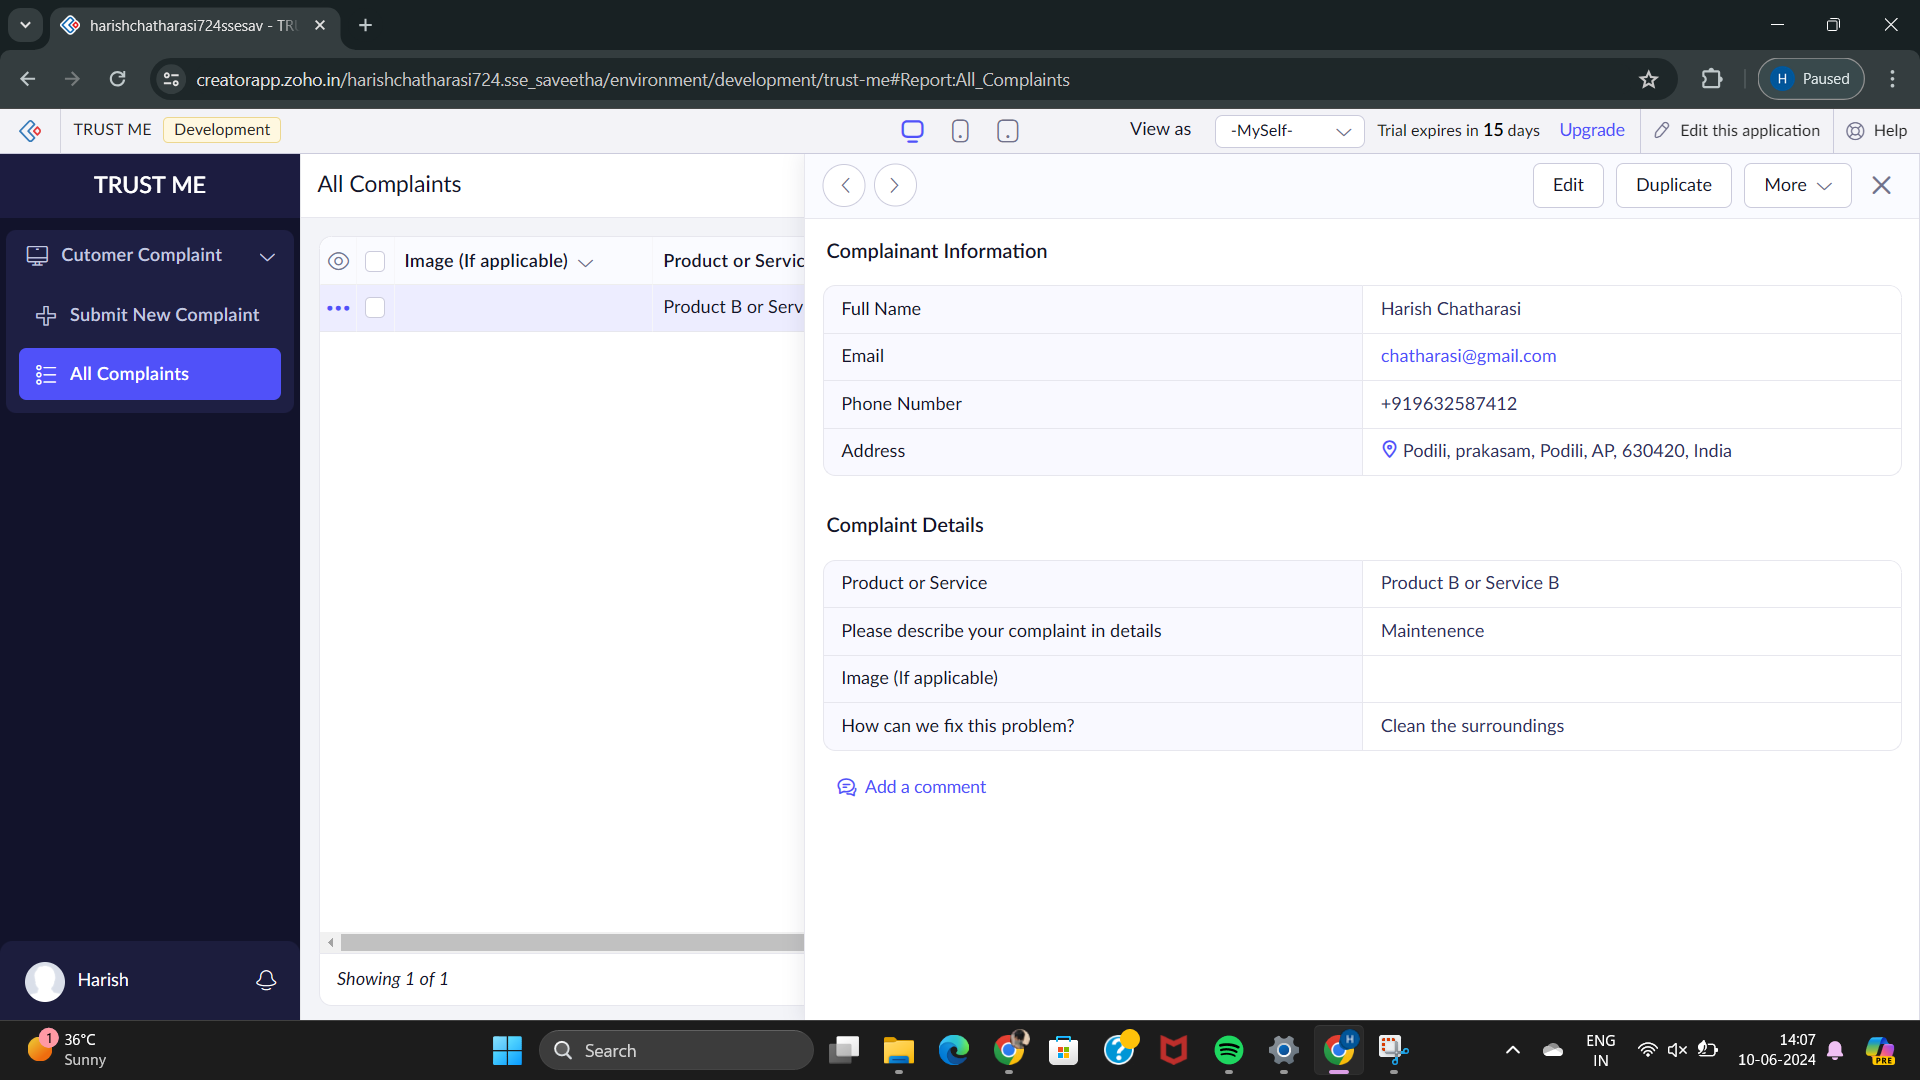 harishchatharasi724ssesav - TR
creatorapp.zoho.in/harishchatharasi724.sse_saveetha/environment/development/trust-me#Report:All_Complaints
H Paused
TRUST ME Development
View as -MySelf- Trial expires in 15 days Upgrade Edit this application Help
TRUST ME
Cutomer Complaint
Submit New Complaint
All Complaints
Harish
All Complaints
Image (If applicable) Product or Servic
Product B or Serv
Showing 1 of 1
Edit Duplicate More
Complainant Information
Full Name Harish Chatharasi
Email chatharasi@gmail.com
Phone Number +919632587412
Address Podili, prakasam, Podili, AP, 630420, India
Complaint Details
Product or Service Product B or Service B
Please describe your complaint in details Maintenence
Image (If applicable)
How can we fix this problem? Clean the surroundings
Add a comment
1 36°C
Sunny
Search
H
ENG
IN
14:07
10-06-2024
PRE